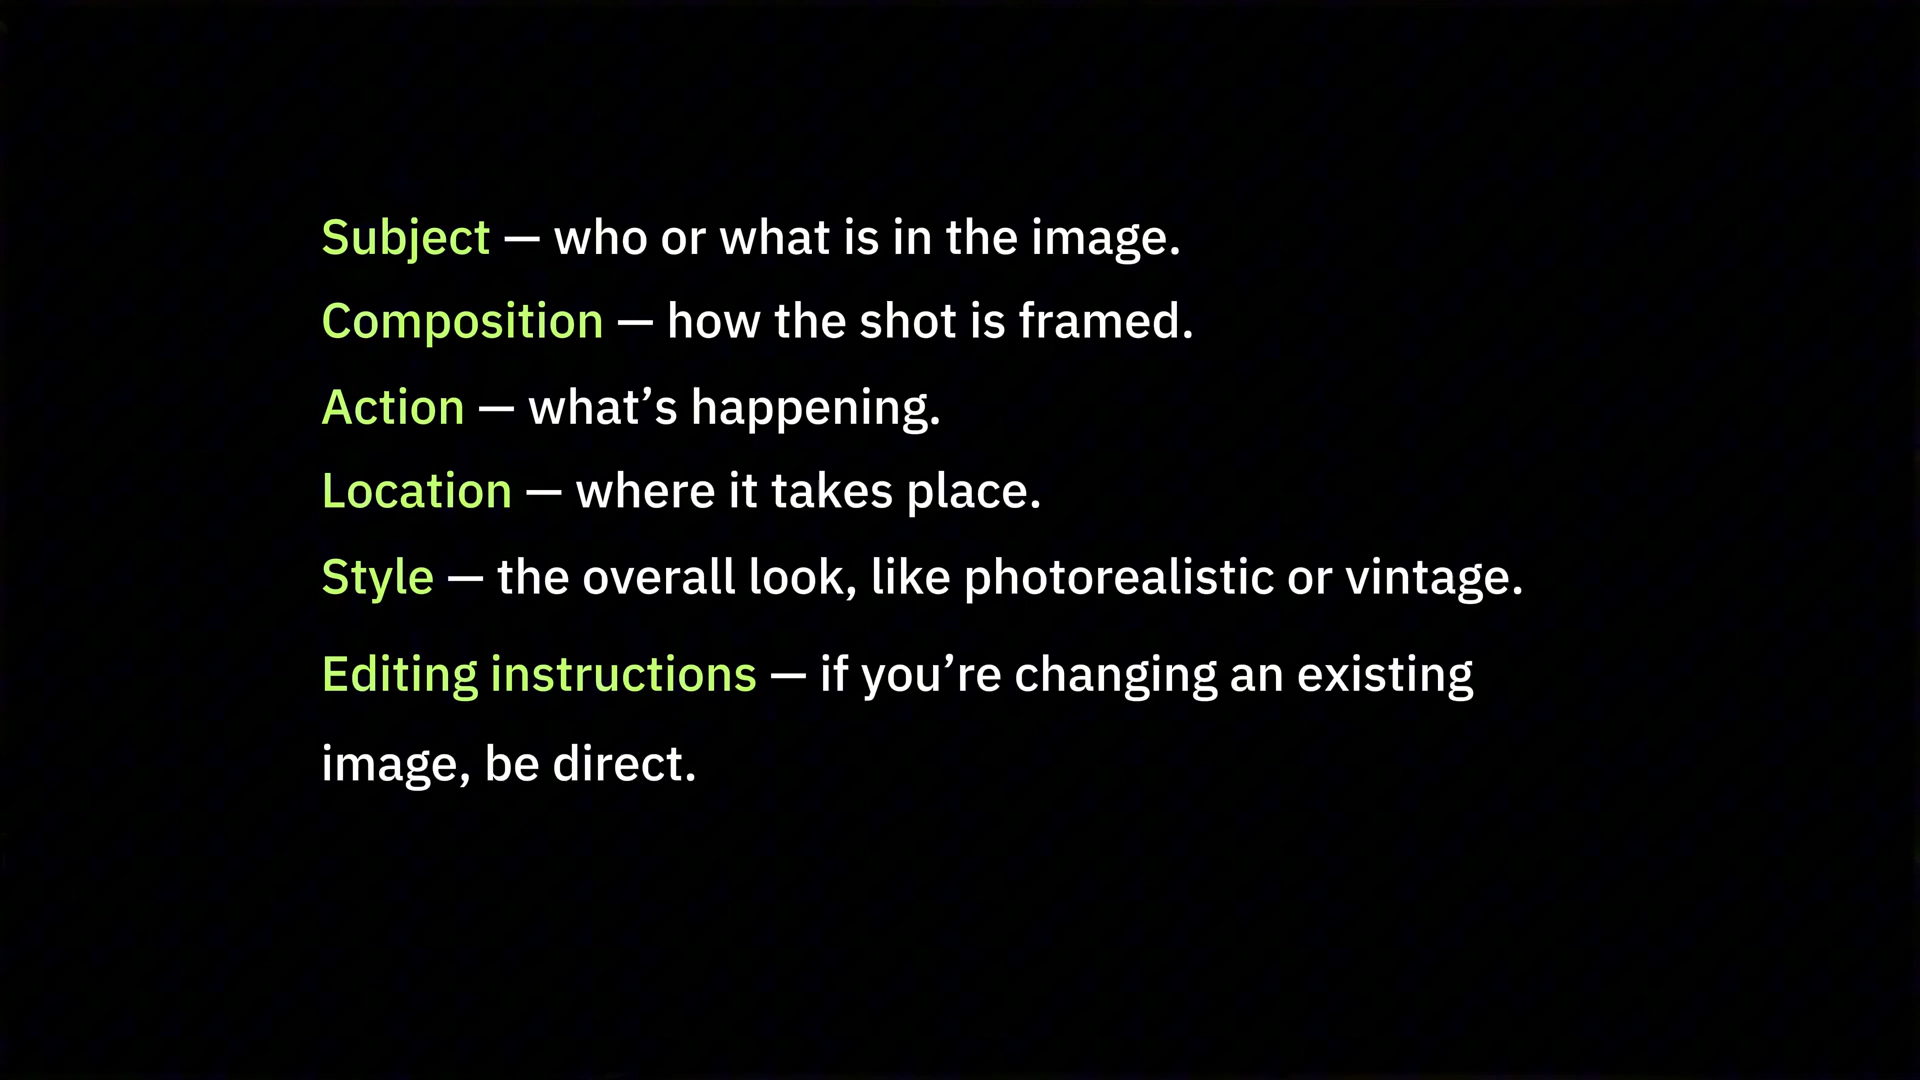 Subject — who or what is in the image.
Composition — how the shot is framed.
Action — what’s happening.
Location — where it takes place.
Style — the overall look, like photorealistic or vintage.
Editing instructions — if you’re changing an existing
image, be direct.